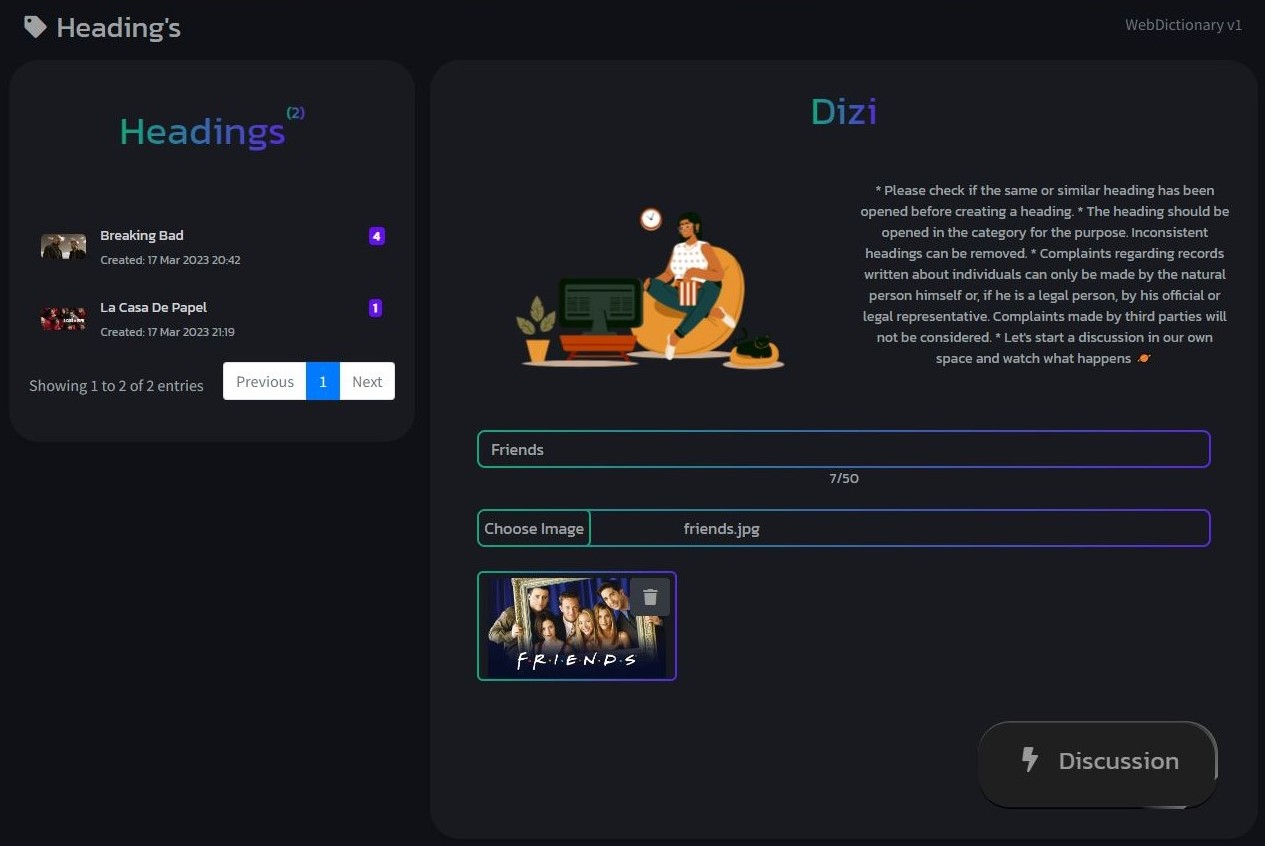 Heading's
WebDictionary v1
Headings(2)
Breaking Bad
4
Created: 17 Mar 2023 20:42
La Casa De Papel
1
Created: 17 Mar 2023 21:19
Showing 1 to 2 of 2 entries
Previous 1 Next
Dizi
* Please check if the same or similar heading has been
opened before creating a heading. * The heading should be
opened in the category for the purpose. Inconsistent
headings can be removed. * Complaints regarding records
written about individuals can only be made by the natural
person himself or, if he is a legal person, by his official or
legal representative. Complaints made by third parties will
not be considered. * Let's start a discussion in our own
space and watch what happens 🪐
Friends
7/50
Choose Image friends.jpg
F·R·I·E·N·D·S
Discussion